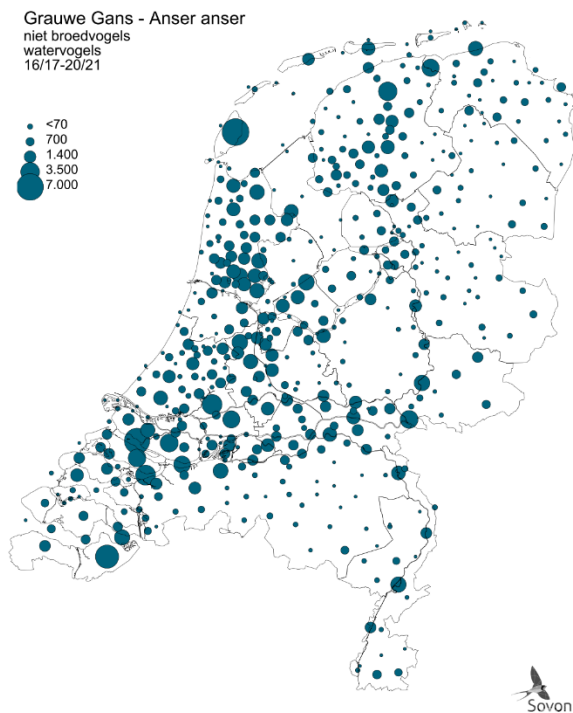 Grauwe Gans - Anser anser
niet broedvogels
watervogels
16/17-20/21
<70
700
1.400
3.500
7.000
Sovon